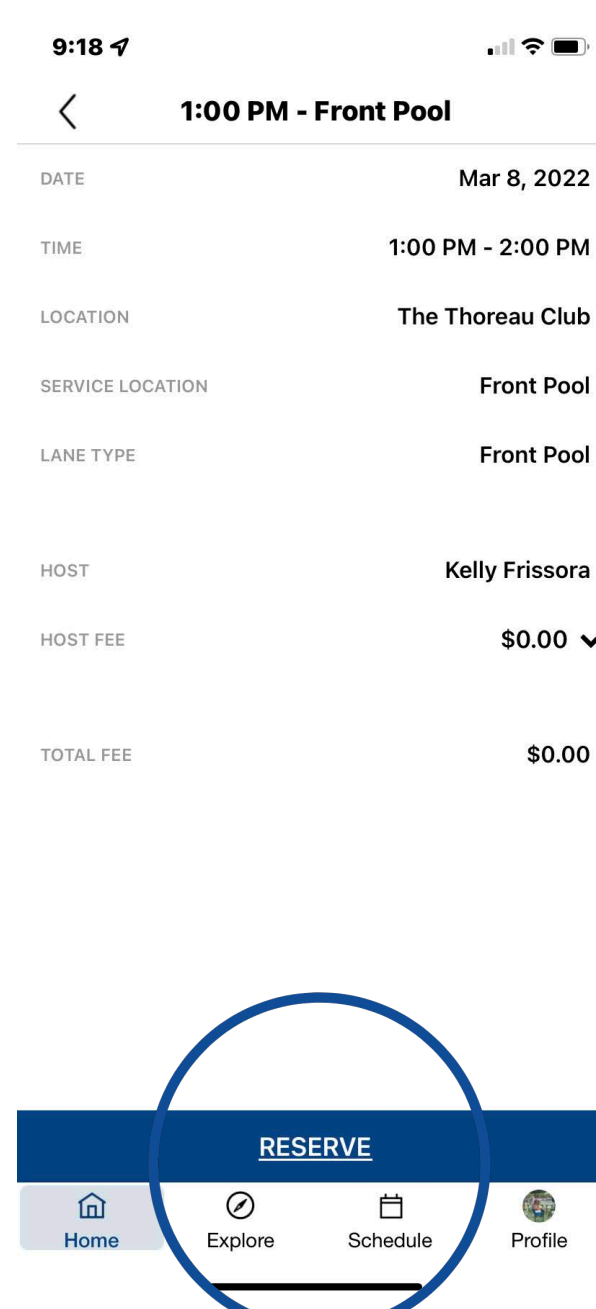 9:18
1:00 PM - Front Pool
DATE Mar 8, 2022
TIME 1:00 PM - 2:00 PM
LOCATION The Thoreau Club
SERVICE LOCATION Front Pool
LANE TYPE Front Pool
HOST Kelly Frissora
HOST FEE $0.00
TOTAL FEE $0.00
RESERVE
Home Explore Schedule Profile